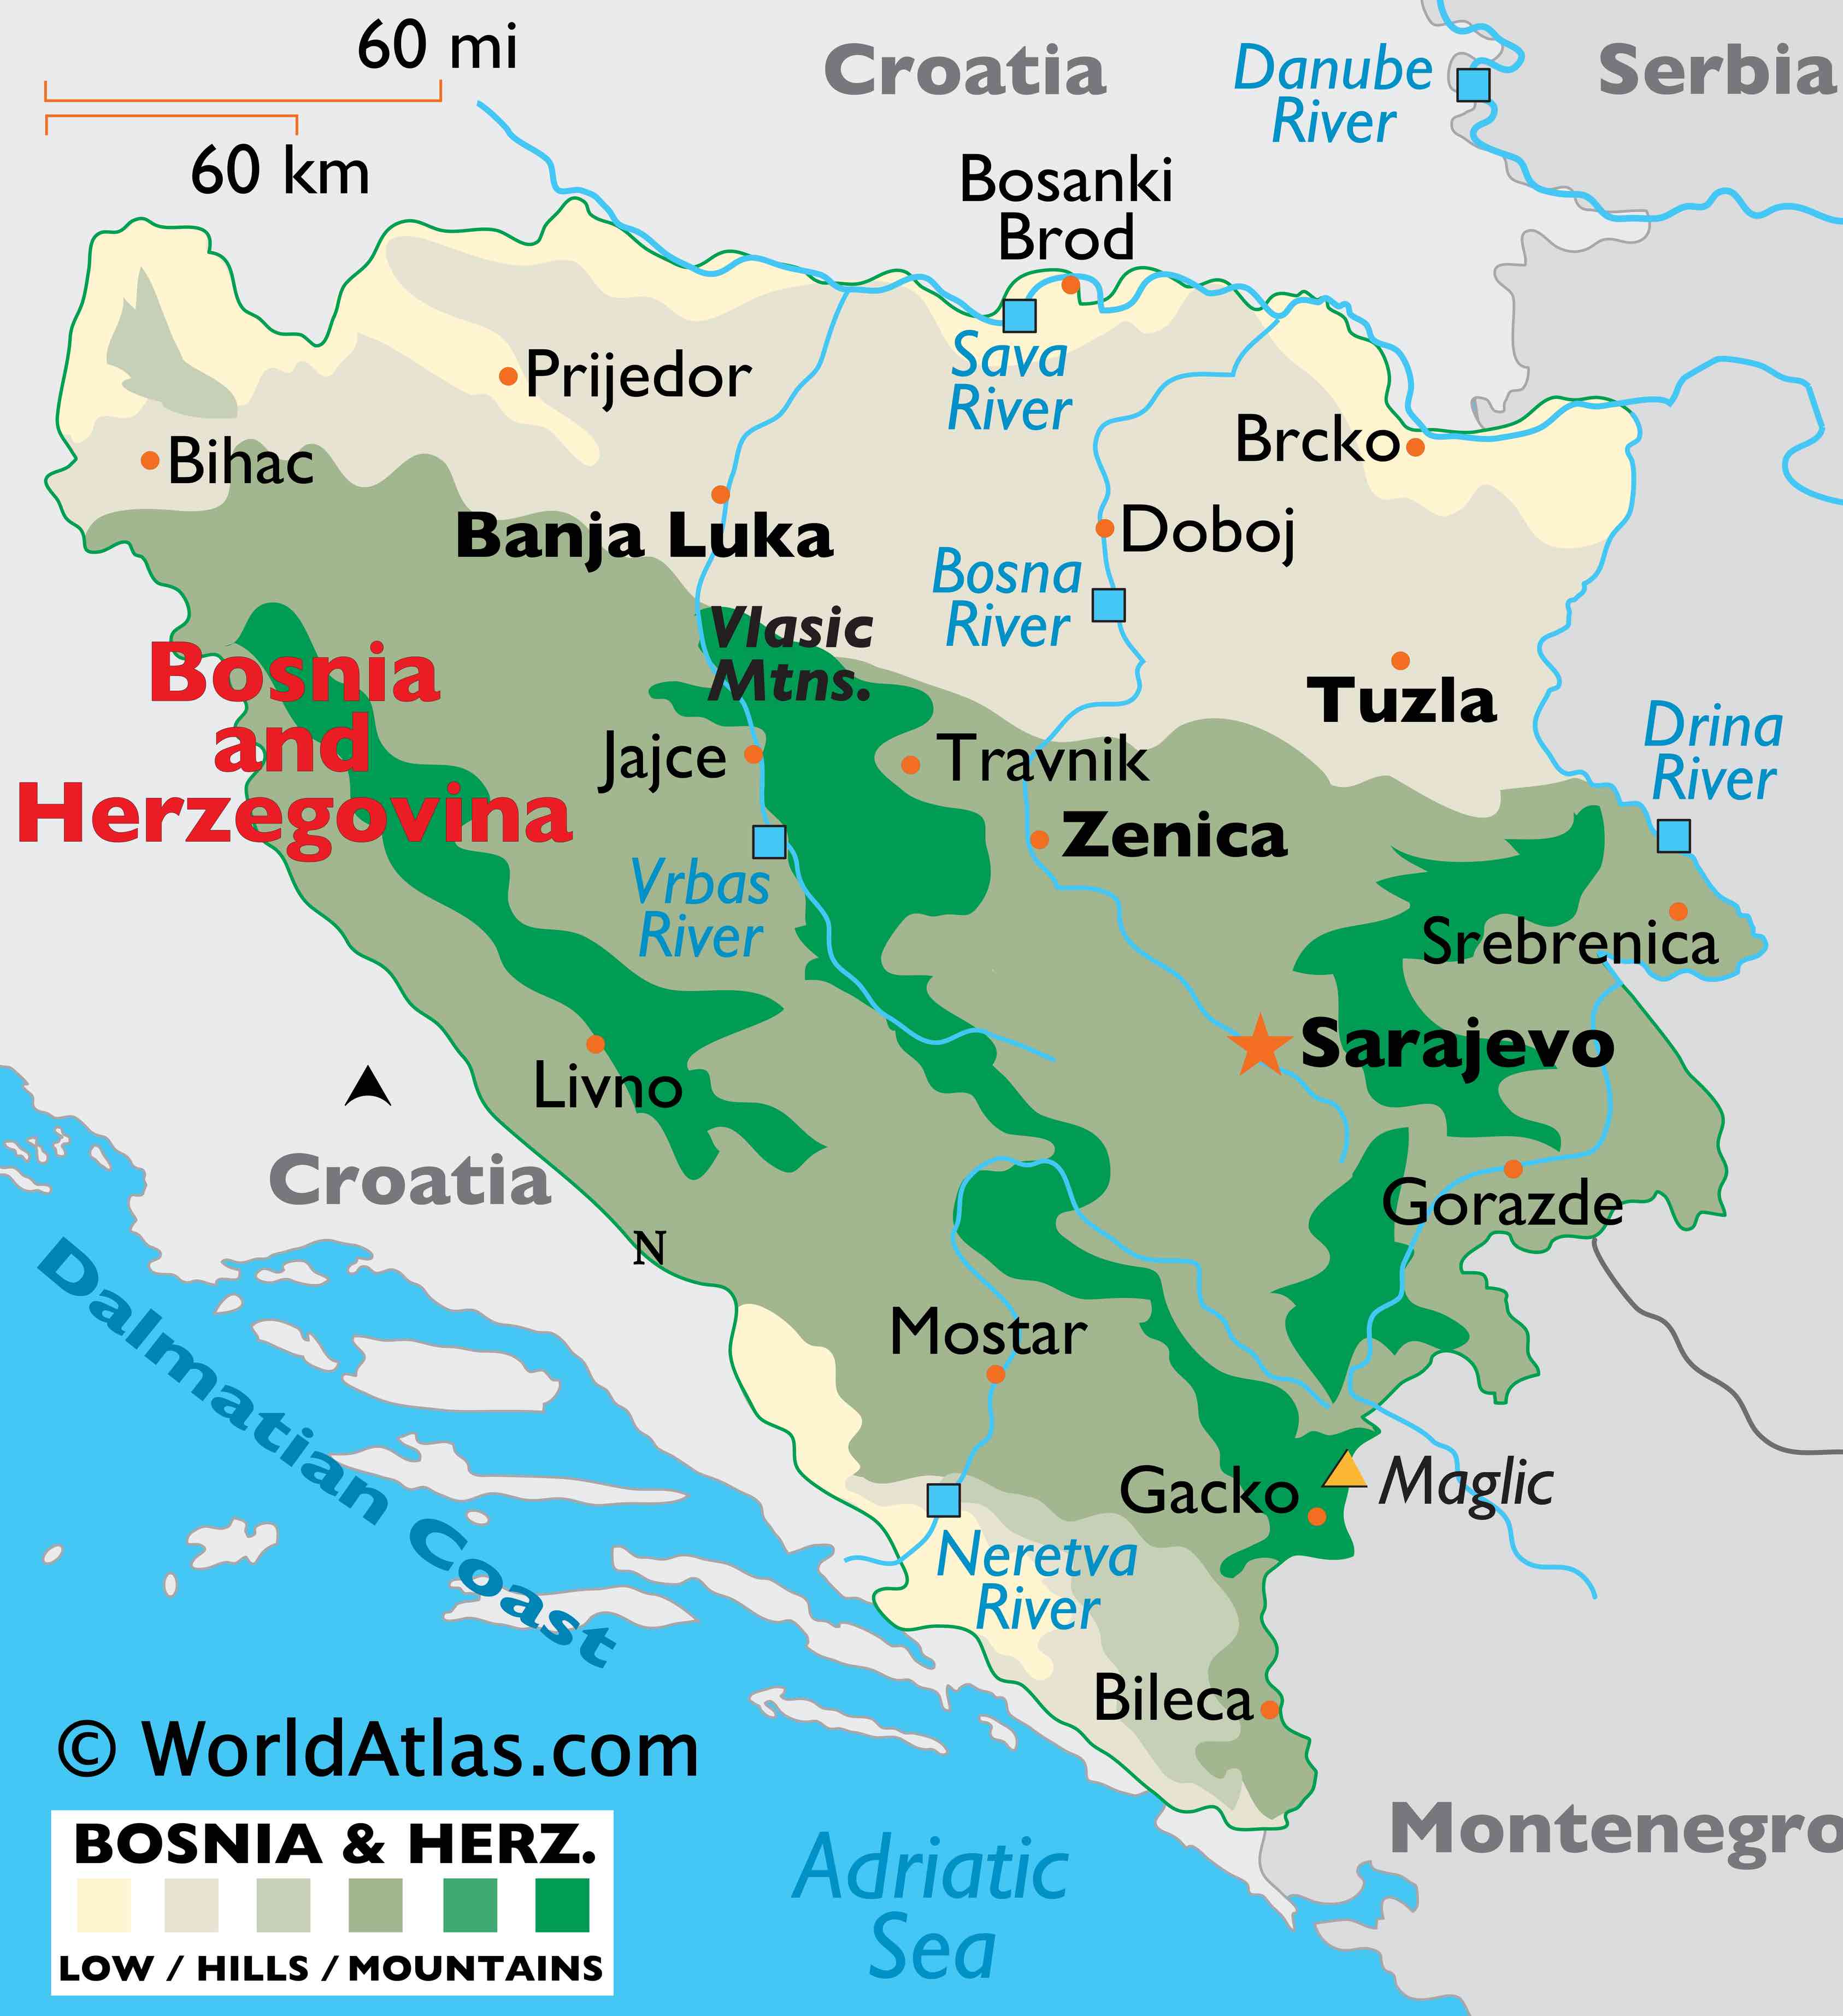 60 mi
60 km
Croatia
Serbia
Danube
River
Bosanki
Brod
Sava
River
Prijedor
Bihac
Brcko
Banja Luka
Doboj
Bosna
River
Vlasic
Mtns.
Bosnia
and
Herzegovina
Tuzla
Drina
River
Jajce
Travnik
Zenica
Vrbas
River
Srebrenica
Sarajevo
Livno
Croatia
Gorazde
N
Dalmatian Coast
Mostar
Gacko
Maglic
Neretva
River
Bileca
© WorldAtlas.com
BOSNIA & HERZ.
LOW / HILLS / MOUNTAINS
Adriatic
Sea
Montenegro